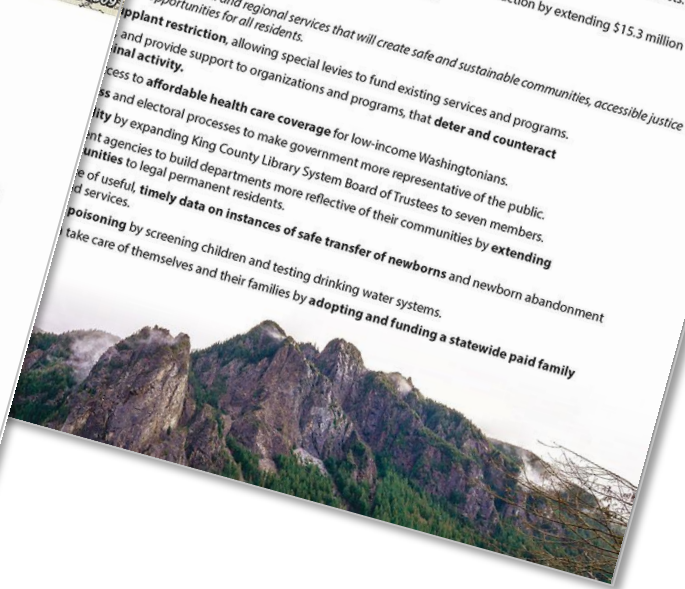 ction by extending $15.3 million
and regional services that will create safe and sustainable communities, accessible justice
opportunities for all residents.
pplant restriction, allowing special levies to fund existing services and programs.
, and provide support to organizations and programs, that deter and counteract
inal activity.
cess to affordable health care coverage for low-income Washingtonians.
ss and electoral processes to make government more representative of the public.
lity by expanding King County Library System Board of Trustees to seven members.
ent agencies to build departments more reflective of their communities by extending
unities to legal permanent residents.
e of useful, timely data on instances of safe transfer of newborns and newborn abandonment
d services.
poisoning by screening children and testing drinking water systems.
take care of themselves and their families by adopting and funding a statewide paid family